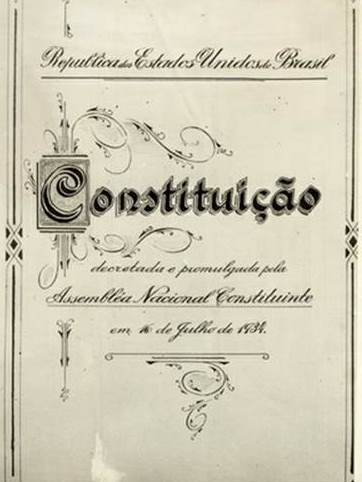 Republica dos Estados Unidos do Brasil
Constituição
decretada e promulgada pela
Assembléa Nacional Constituinte
em 16 de Julho de 1934.